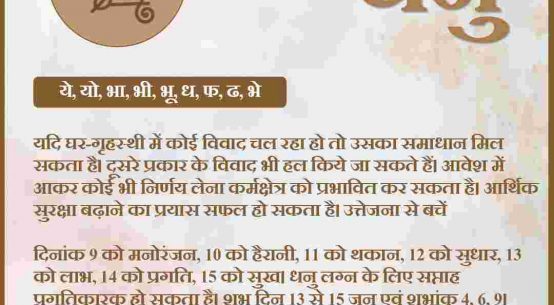 धनु
ये, यो, भा, भी, भू, ध, फ, ढ, भे
यदि घर-गृहस्थी में कोई विवाद चल रहा हो तो उसका समाधान मिल
सकता है। दूसरे प्रकार के विवाद भी हल किये जा सकते हैं। आवेश में
आकर कोई भी निर्णय लेना कर्मक्षेत्र को प्रभावित कर सकता है। आर्थिक
सुरक्षा बढ़ाने का प्रयास सफल हो सकता है। उत्तेजना से बचें
दिनांक 9 को मनोरंजन, 10 को हैरानी, 11 को थकान, 12 को सुधार, 13
को लाभ, 14 को प्रगति, 15 को सुख। धनु लग्न के लिए सप्ताह
प्रगतिकारक हो सकता है। शुभ दिन 13 से 15 जून एवं शुभांक 4, 6, 9।